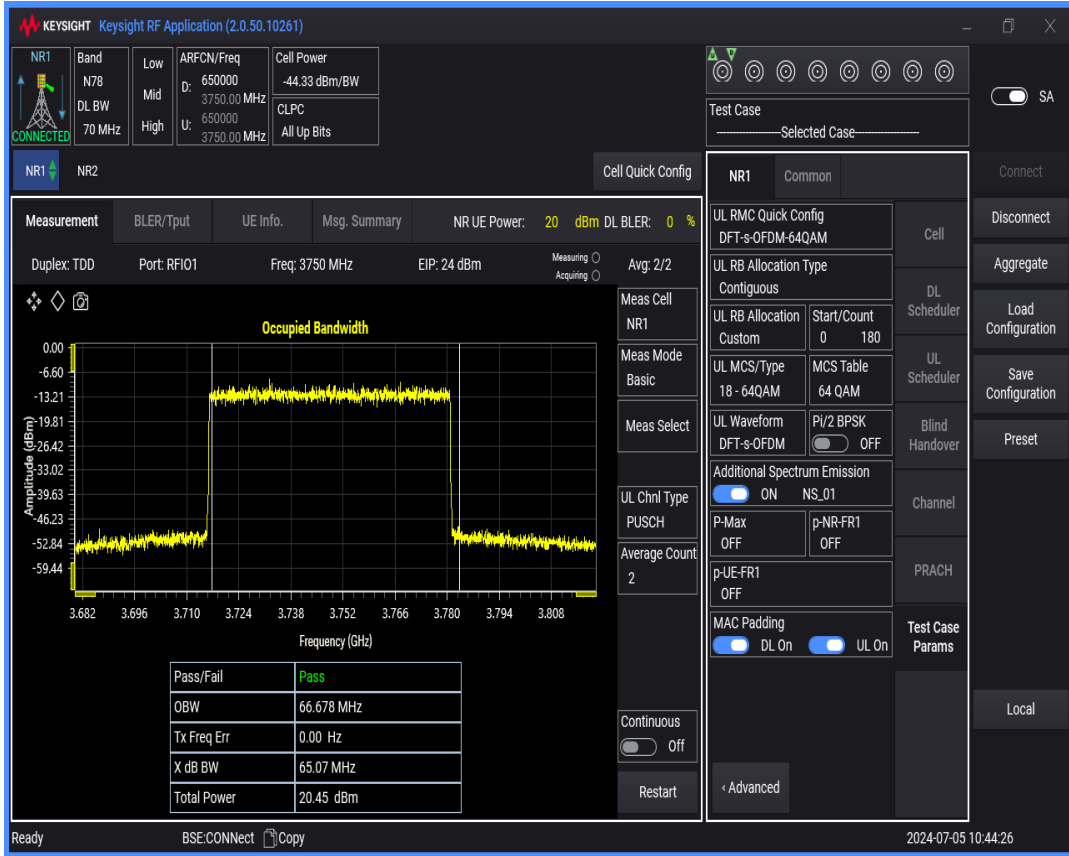 KEYSIGHT Keysight RF Application (2.0.50.10261)
NR1
CONNECTED
Band
N78
DL BW
70 MHz
Low
Mid
High
ARFCN/Freq
D: 650000
3750.00 MHz
U: 650000
3750.00 MHz
Cell Power
-44.33 dBm/BW
CLPC
All Up Bits
Test Case
--------------------Selected Case----------------
SA
NR1 NR2
Cell Quick Config
NR1 Common
Connect
Disconnect
Aggregate
Load
Configuration
Save
Configuration
Preset
Local
Measurement BLER/Tput UE Info. Msg. Summary NR UE Power: 20 dBm DL BLER: 0 %
Duplex: TDD Port: RFIO1 Freq: 3750 MHz EIP: 24 dBm Measuring Avg: 2/2
Acquiring
Occupied Bandwidth
Amplitude (dBm)
0.00
-6.60
-13.21
-19.81
-26.42
-33.02
-39.63
-46.23
-52.84
-59.44
3.682 3.696 3.710 3.724 3.738 3.752 3.766 3.780 3.794 3.808
Frequency (GHz)
Pass/Fail Pass
OBW 66.678 MHz
Tx Freq Err 0.00 Hz
X dB BW 65.07 MHz
Total Power 20.45 dBm
Meas Cell
NR1
Meas Mode
Basic
Meas Select
UL Chnl Type
PUSCH
Average Count
2
Continuous
Off
Restart
UL RMC Quick Config
DFT-s-OFDM-64QAM
UL RB Allocation Type
Contiguous
UL RB Allocation
Custom
Start/Count
0 180
UL MCS/Type
18 - 64QAM
MCS Table
64 QAM
UL Waveform
DFT-s-OFDM
Pi/2 BPSK
OFF
Additional Spectrum Emission
ON NS_01
P-Max
OFF
p-NR-FR1
OFF
p-UE-FR1
OFF
MAC Padding
DL On UL On
‹ Advanced
Cell
DL
Scheduler
UL
Scheduler
Blind
Handover
Channel
PRACH
Test Case
Params
Ready BSE:CONNect Copy 2024-07-05 10:44:26